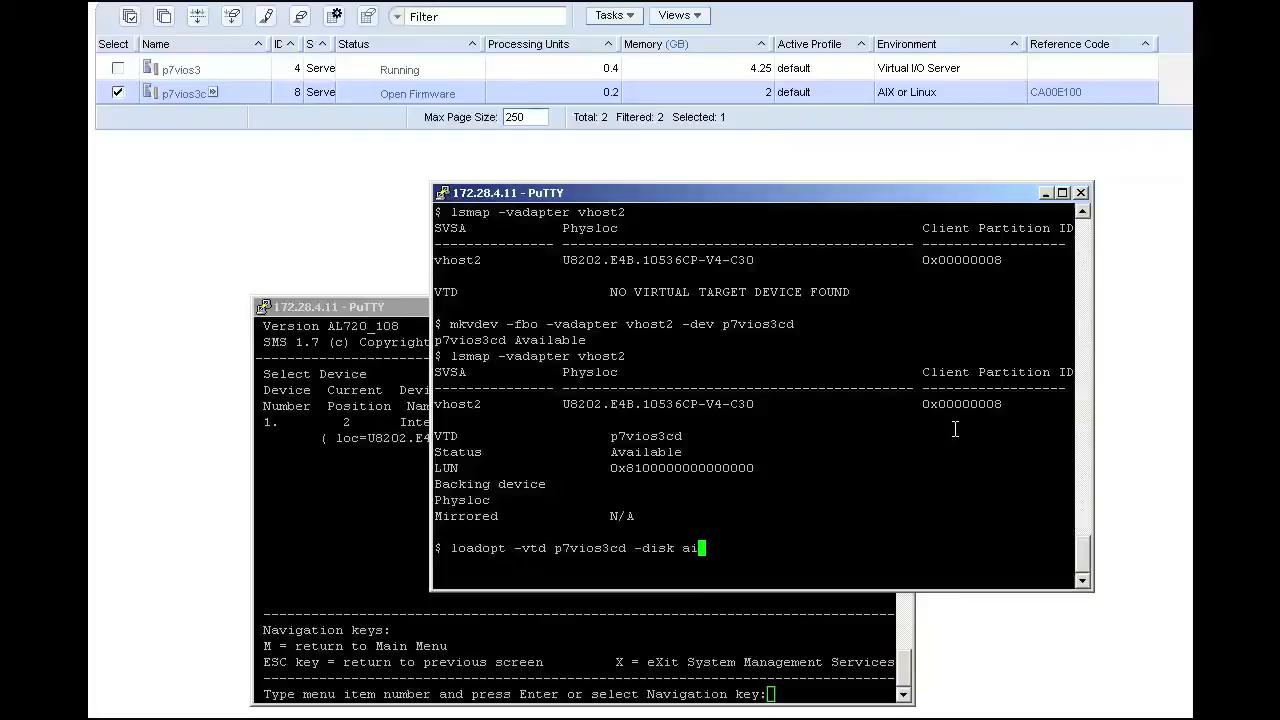 Filter Tasks Views
Select Name ID S Status Processing Units Memory (GB) Active Profile Environment Reference Code
p7vios3 4 Serve Running 0.4 4.25 default Virtual I/O Server
p7vios3c 8 Serve Open Firmware 0.2 2 default AIX or Linux CA00E100
Max Page Size: 250 Total: 2 Filtered: 2 Selected: 1
172.28.4.11 - PuTTY
$ lsmap -vadapter vhost2
SVSA Physloc Client Partition ID
--------------- -------------------------------------------- ------------------
vhost2 U8202.E4B.10536CP-V4-C30 0x00000008
VTD NO VIRTUAL TARGET DEVICE FOUND
$ mkvdev -fbo -vadapter vhost2 -dev p7vios3cd
p7vios3cd Available
$ lsmap -vadapter vhost2
SVSA Physloc Client Partition ID
--------------- -------------------------------------------- ------------------
vhost2 U8202.E4B.10536CP-V4-C30 0x00000008
VTD p7vios3cd
Status Available
LUN 0x8100000000000000
Backing device
Physloc
Mirrored N/A
$ loadopt -vtd p7vios3cd -disk ai
172.28.4.11 - PuTTY
Version AL720_108
SMS 1.7 (c) Copyright
Select Device
Device Current Devi
Number Position Nam
1. 2 Inte
( loc=U8202.E4
Navigation keys:
M = return to Main Menu
ESC key = return to previous screen X = eXit System Management Services
Type menu item number and press Enter or select Navigation key: